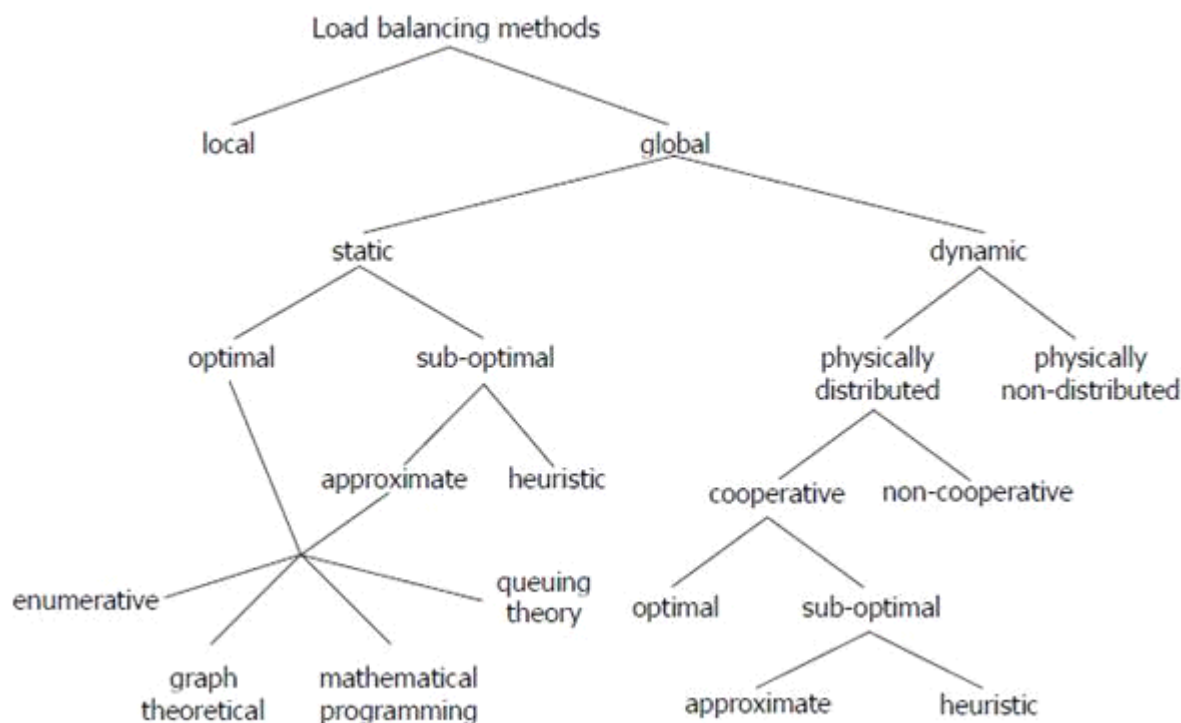 Load balancing methods
local
global
static
dynamic
optimal
sub-optimal
physically
distributed
physically
non-distributed
approximate
heuristic
cooperative
non-cooperative
enumerative
queuing
theory
optimal
sub-optimal
graph
theoretical
mathematical
programming
approximate
heuristic